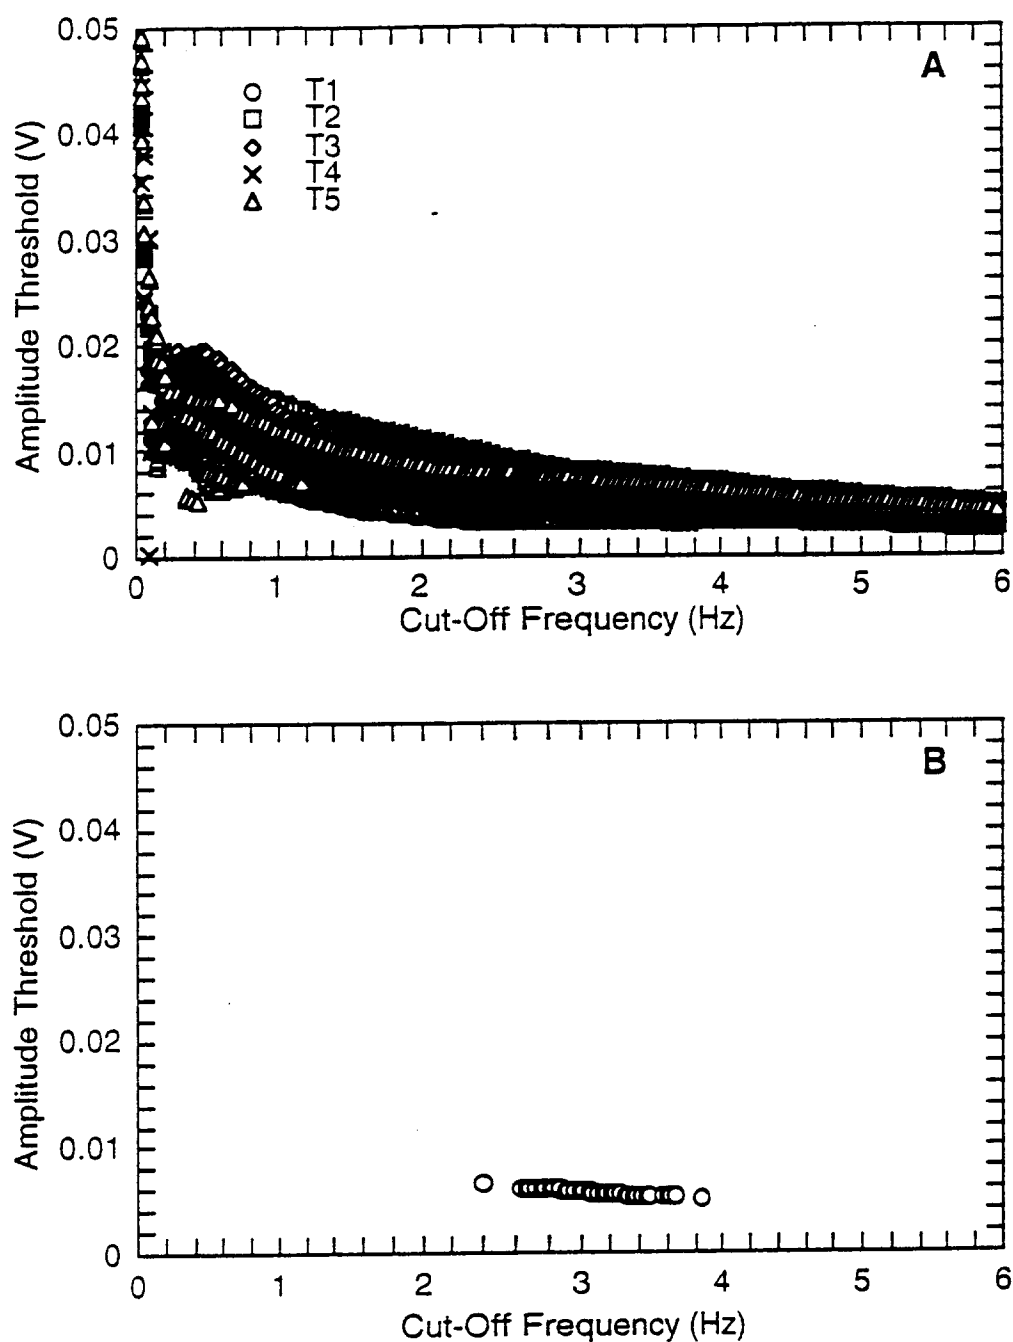 0.05
0.04
0.03
0.02
0.01
0
Amplitude Threshold (V)
A
T1
T2
T3
T4
T5
0 1 2 3 4 5 6
Cut-Off Frequency (Hz)
0.05
0.04
0.03
0.02
0.01
0
Amplitude Threshold (V)
B
0 1 2 3 4 5 6
Cut-Off Frequency (Hz)